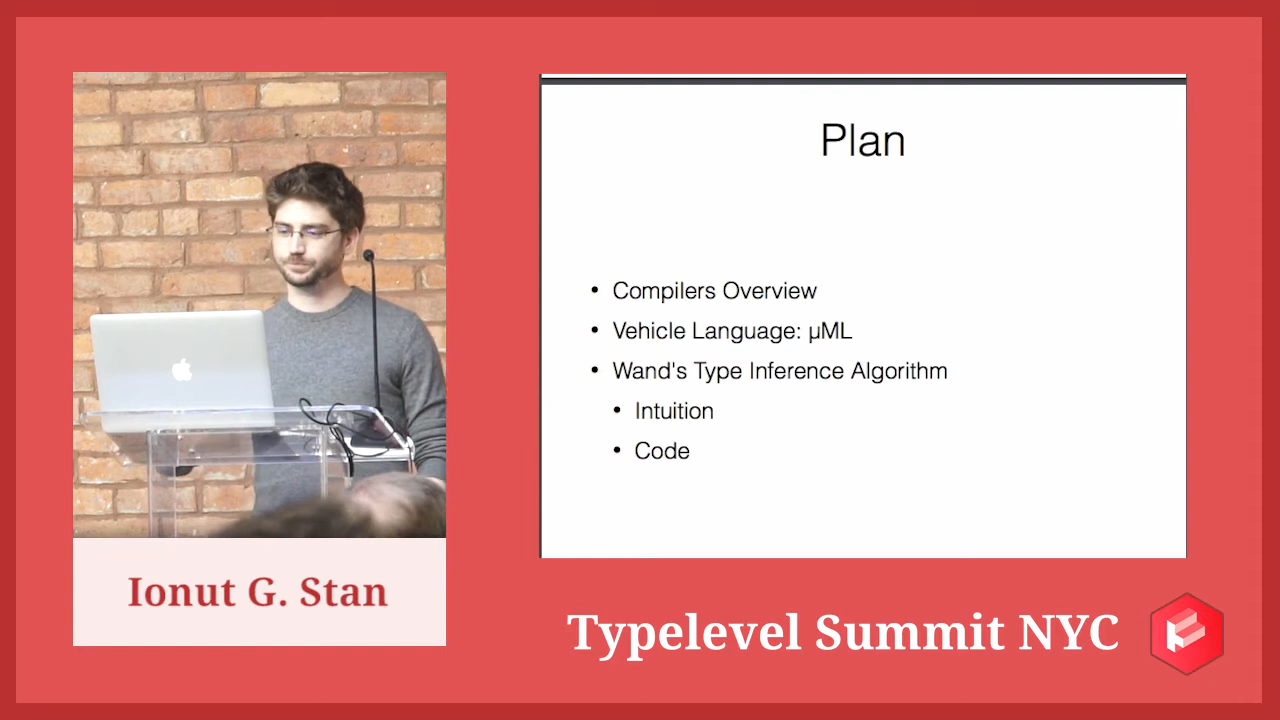 Plan
• Compilers Overview
• Vehicle Language: μML
• Wand's Type Inference Algorithm
• Intuition
• Code
Ionut G. Stan
Typelevel Summit NYC